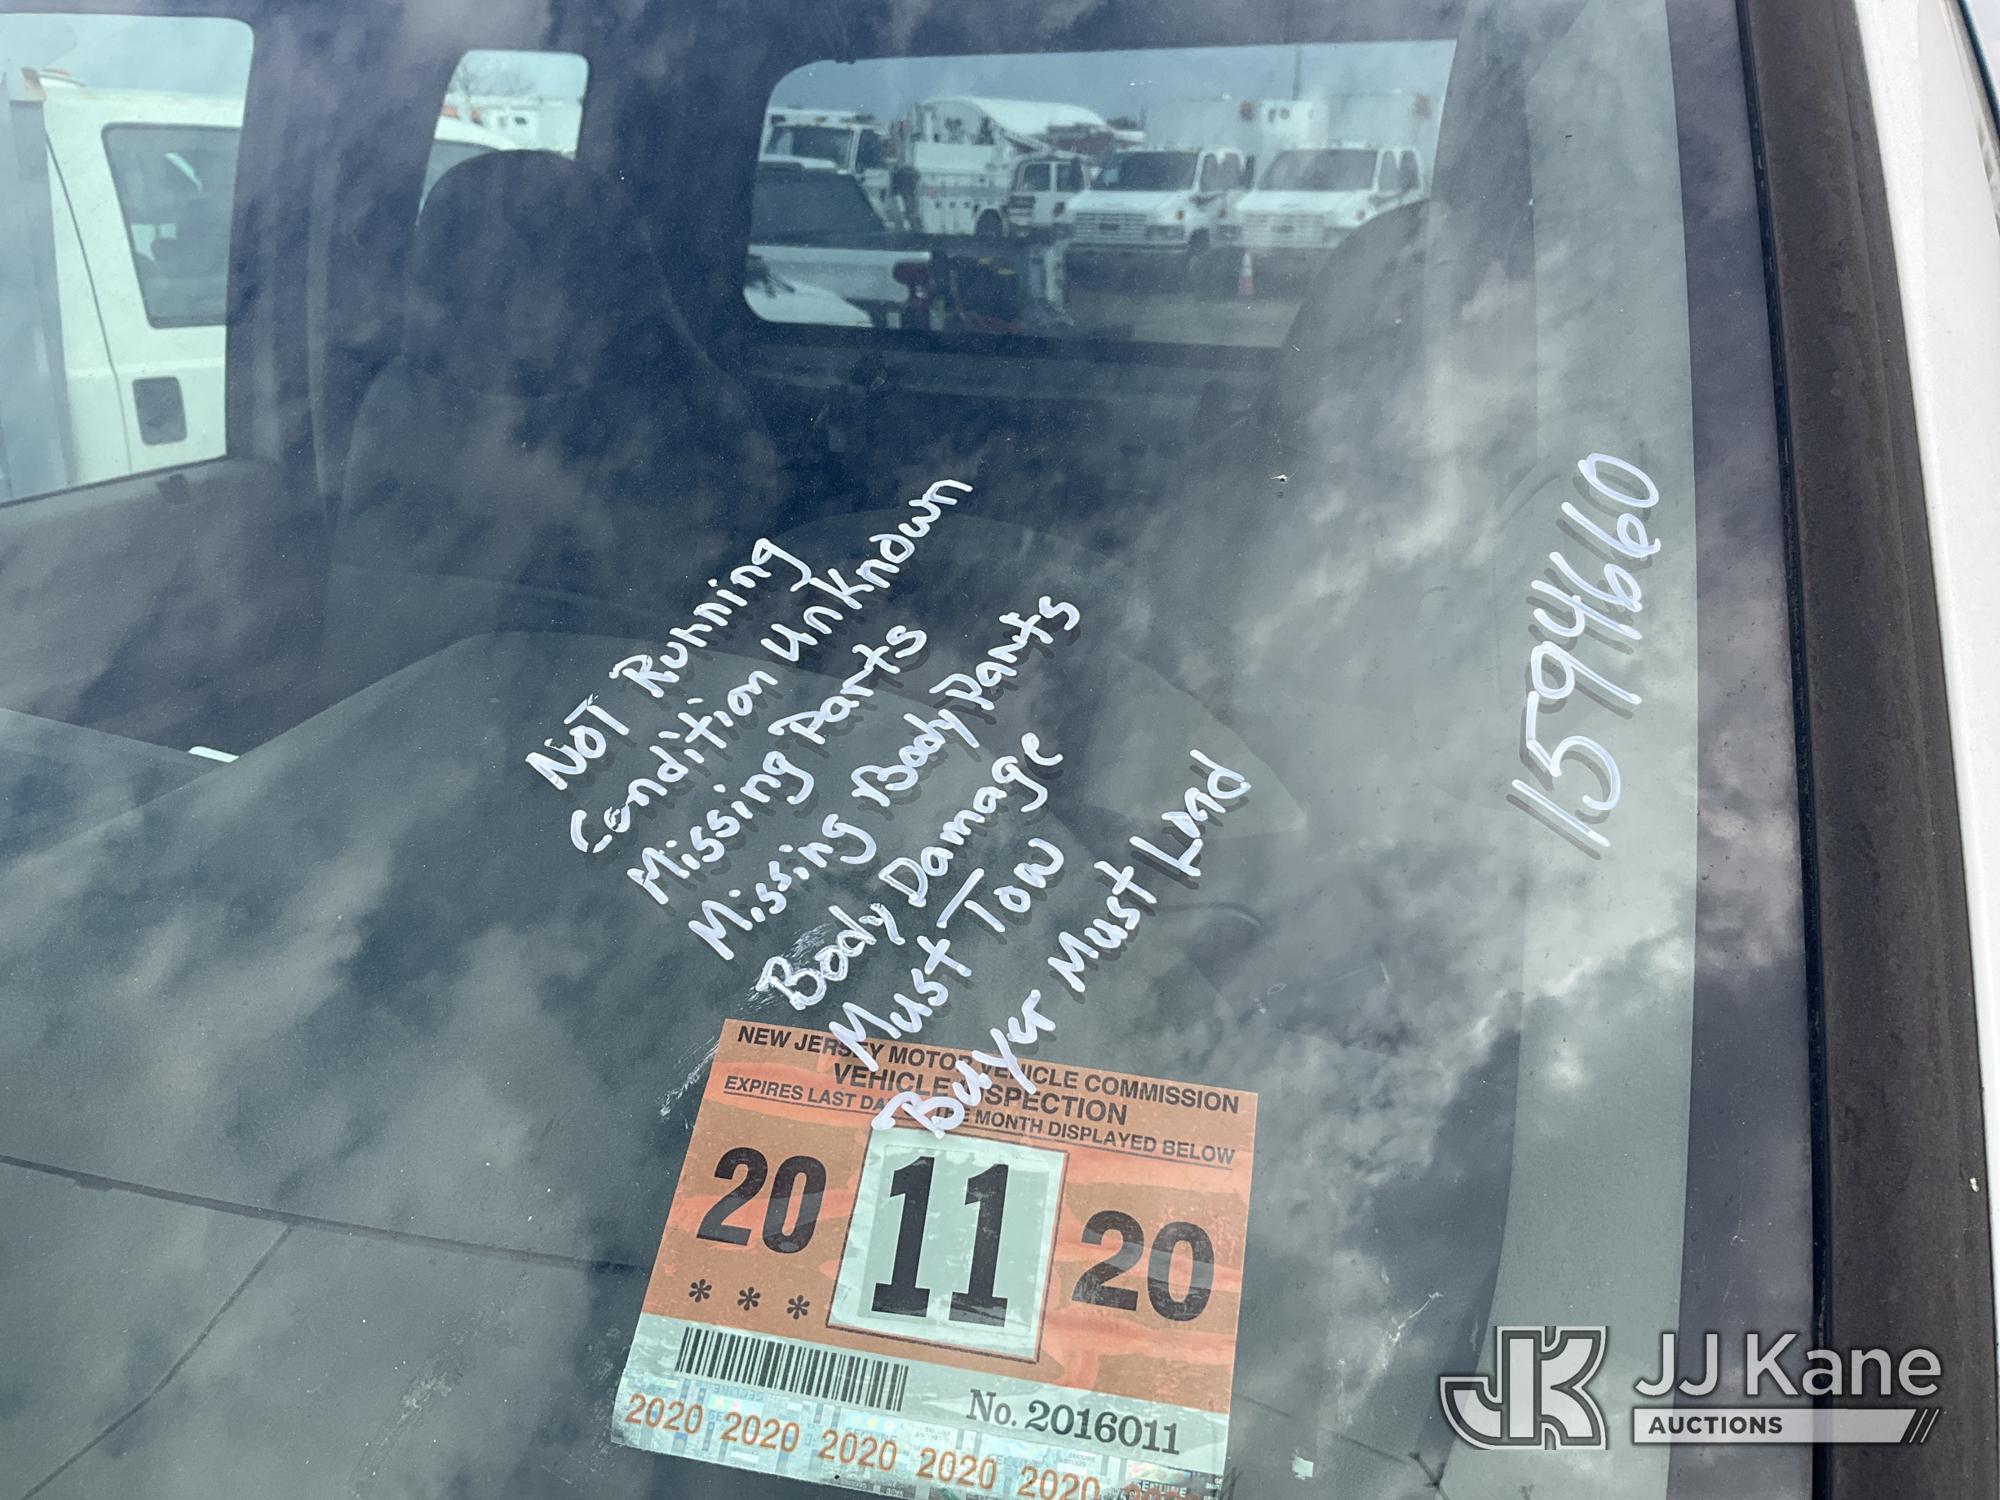 NOT Running
Condition UnKnown
Missing Parts
Missing Body Parts
Body Damage
Must Tow
Buyer Must Load
1594660
NEW JERSEY MOTOR VEHICLE COMMISSION
VEHICLE INSPECTION
EXPIRES LAST DAY THE MONTH DISPLAYED BELOW
20 11 20
* * *
No. 2016011
2020 2020 2020 2020 2020
GENUINE
JK JJ Kane
AUCTIONS